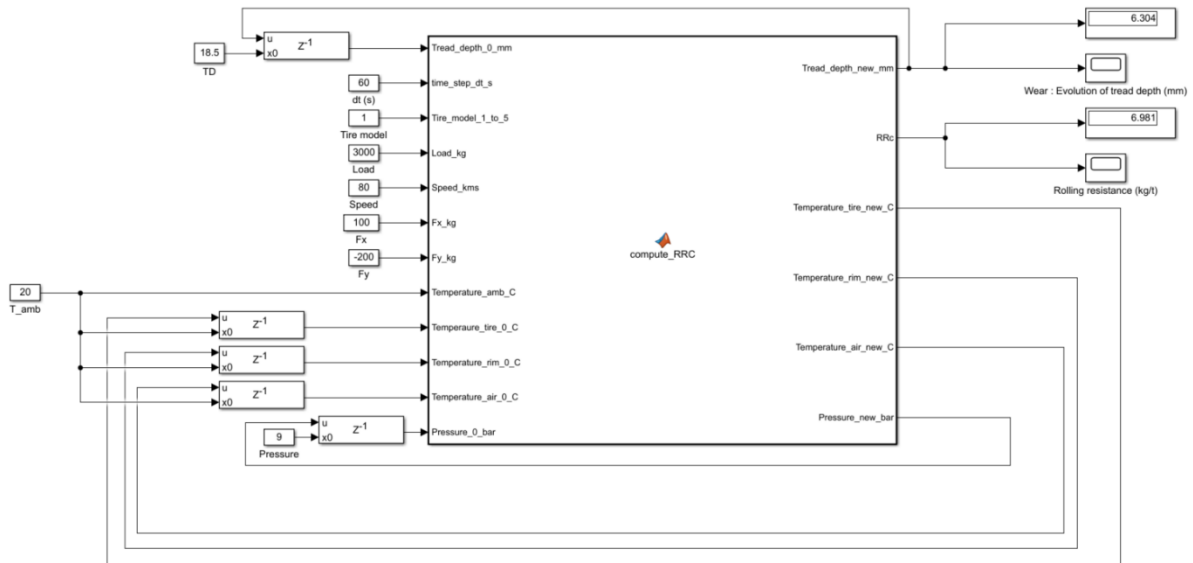 6.304
u
x0
Z-1
18.5
TD
Tread_depth_0_mm
Tread_depth_new_mm
Wear : Evolution of tread depth (mm)
60
dt (s)
time_step_dt_s
6.981
1
Tire model
Tire_model_1_to_5
RRc
3000
Load
Load_kg
Rolling resistance (kg/t)
80
Speed
Speed_kms
Temperature_tire_new_C
100
Fx
Fx_kg
compute_RRC
-200
Fy
Fy_kg
Temperature_rim_new_C
20
T_amb
Temperature_amb_C
u
x0
Z-1
Temperaure_tire_0_C
u
x0
Z-1
Temperature_rim_0_C
Temperature_air_new_C
u
x0
Z-1
Temperature_air_0_C
Pressure_new_bar
9
Pressure
u
x0
Z-1
Pressure_0_bar